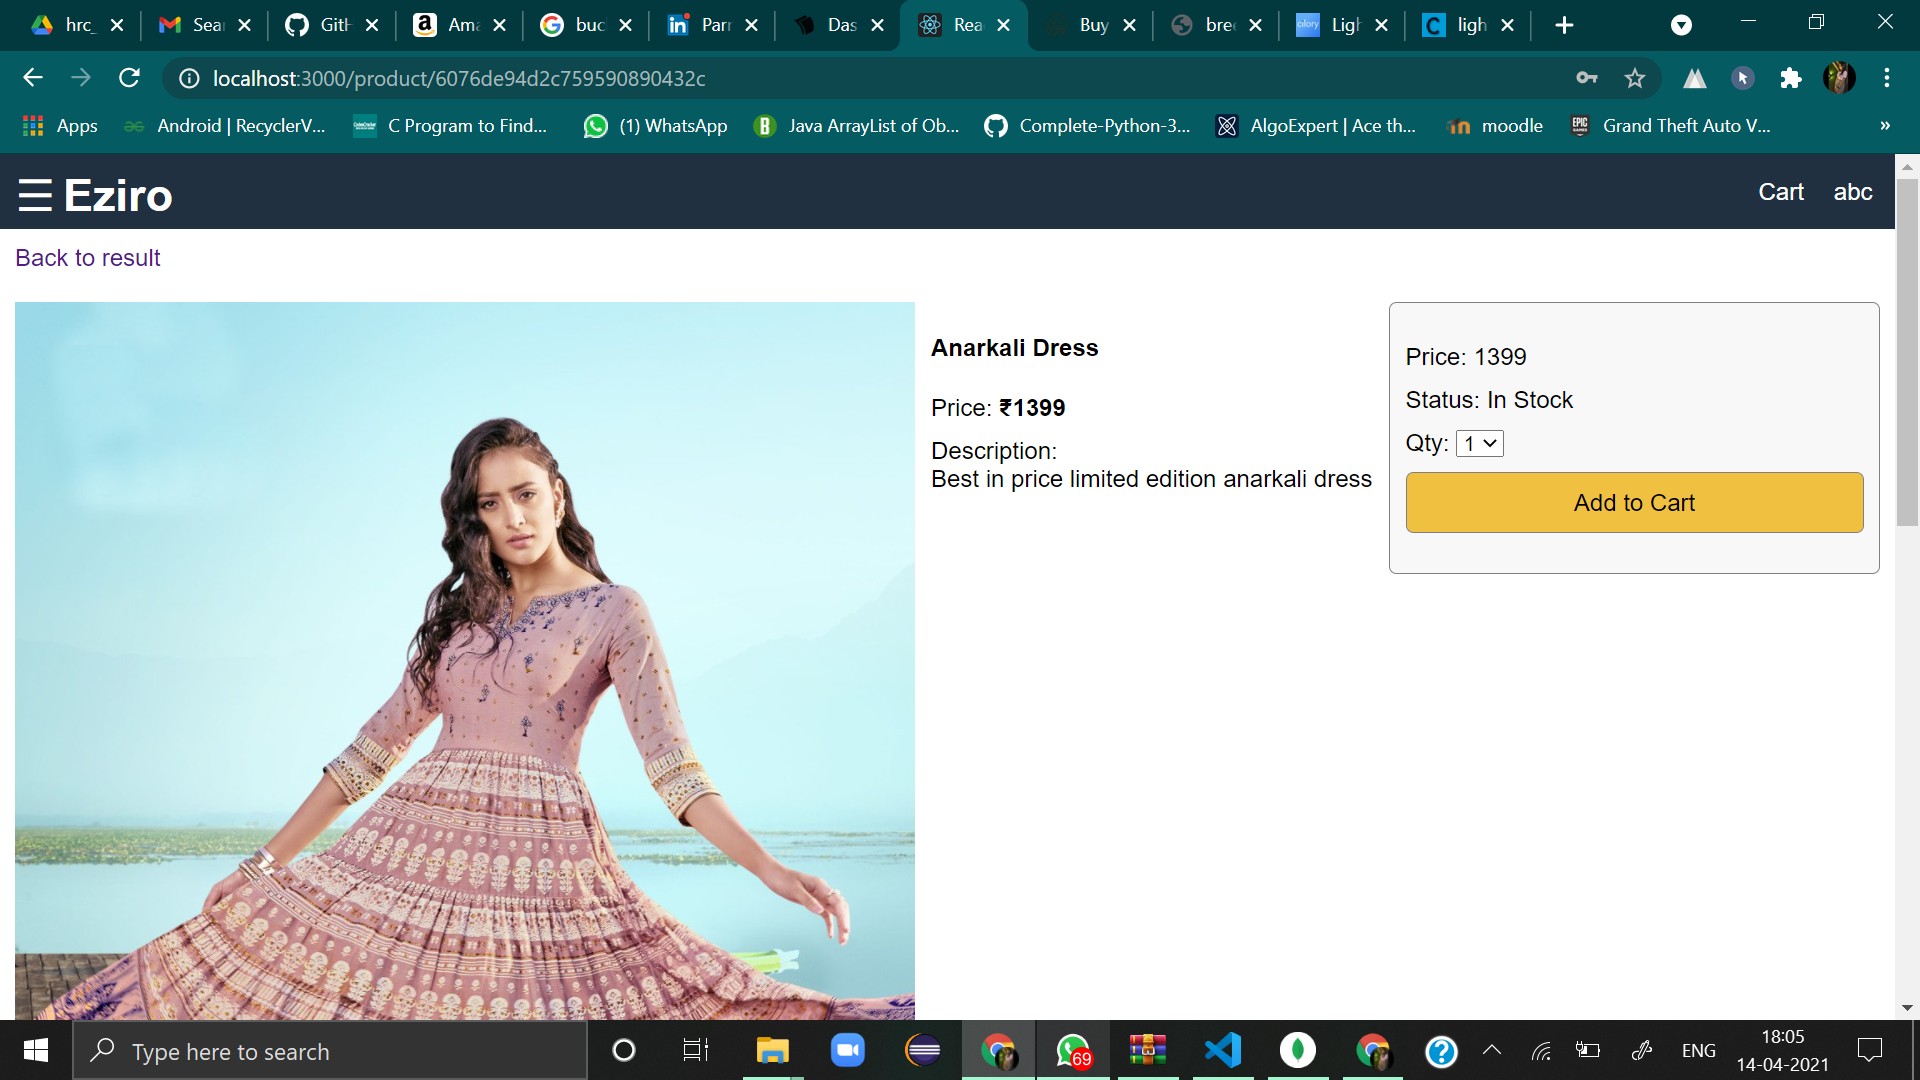 hrc_
Sear
GitH
Ama
buc
Parr
Das
Rea
Buy
bre
Ligh
ligh
localhost:3000/product/6076de94d2c759590890432c
Apps
Android | RecyclerV...
C Program to Find...
(1) WhatsApp
Java ArrayList of Ob...
Complete-Python-3...
AlgoExpert | Ace th...
moodle
Grand Theft Auto V...
»
☰ Eziro
Cart
abc
Back to result
Anarkali Dress
Price: ₹1399
Description:
Best in price limited edition anarkali dress
Price: 1399
Status: In Stock
Qty: 1
Add to Cart
Type here to search
69
ENG
18:05
14-04-2021